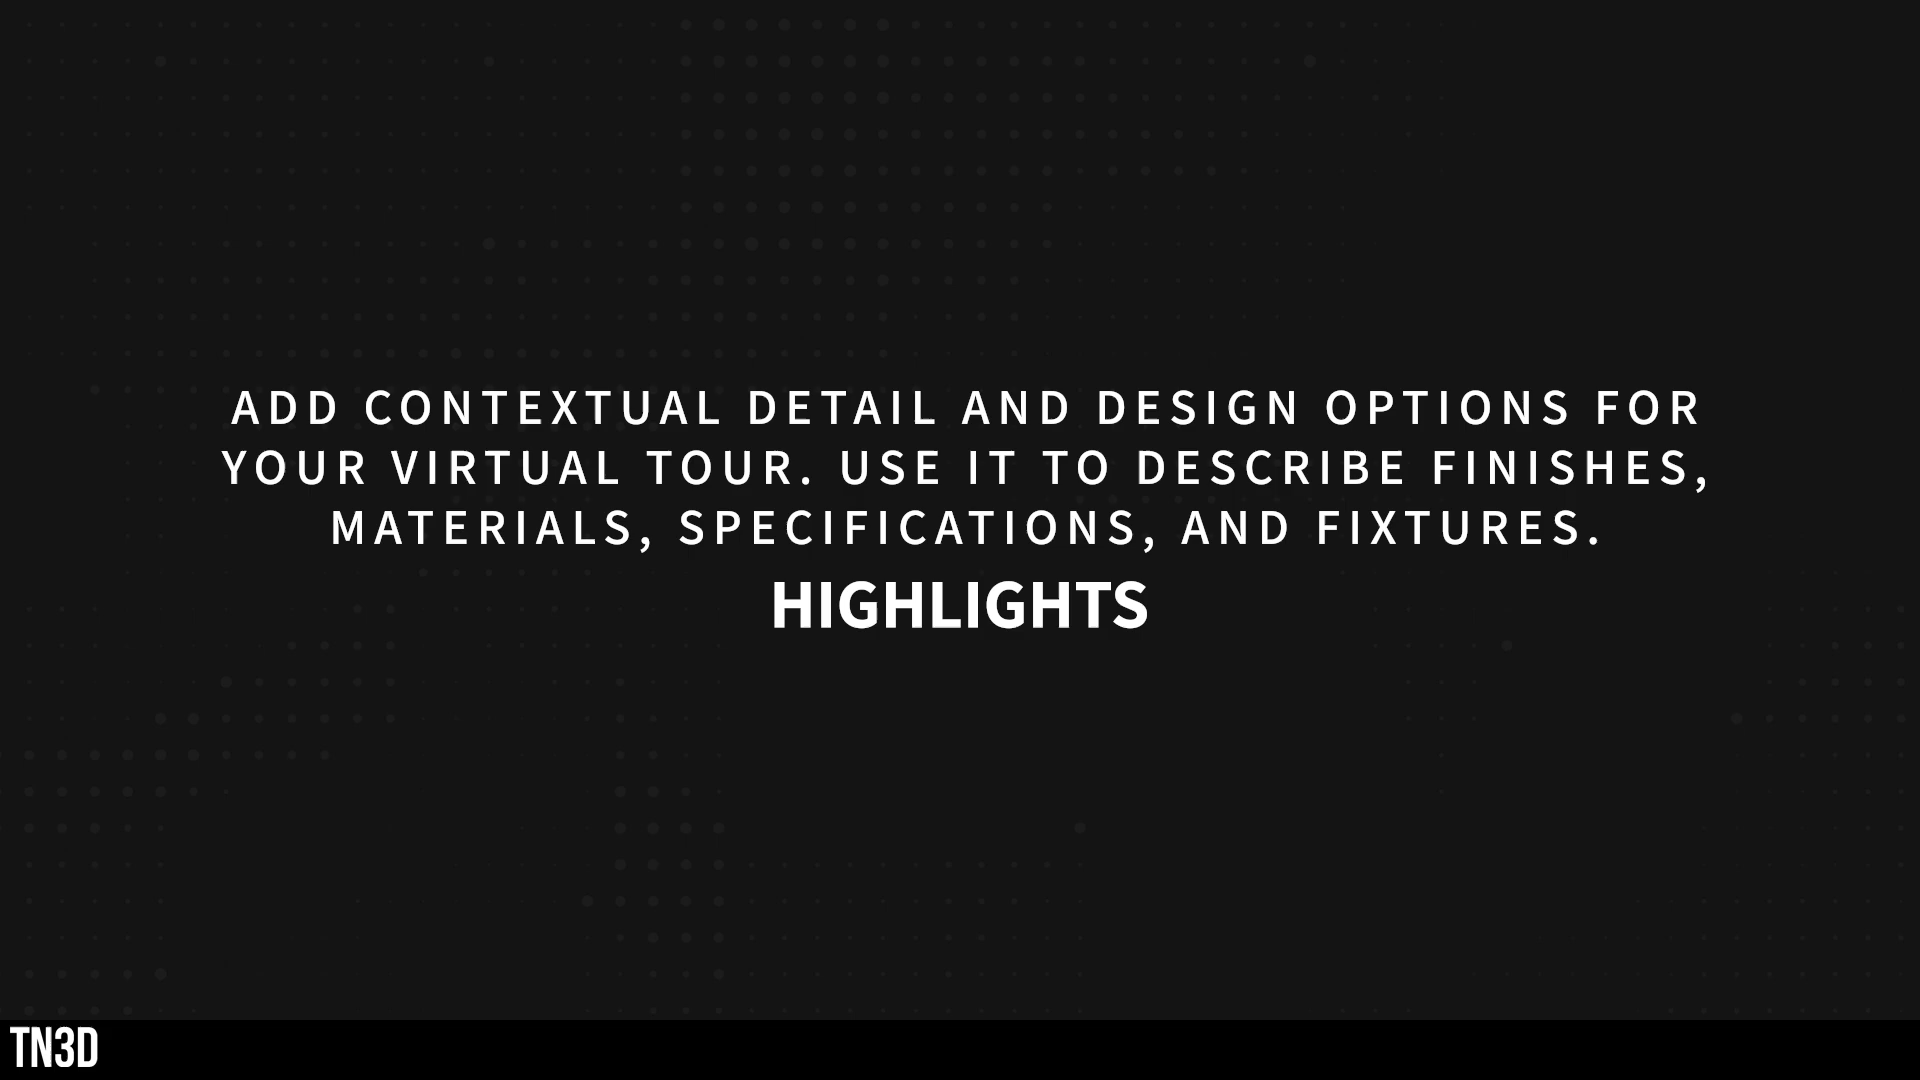 ADD CONTEXTUAL DETAIL AND DESIGN OPTIONS FOR
YOUR VIRTUAL TOUR. USE IT TO DESCRIBE FINISHES,
MATERIALS, SPECIFICATIONS, AND FIXTURES.
HIGHLIGHTS
TN3D